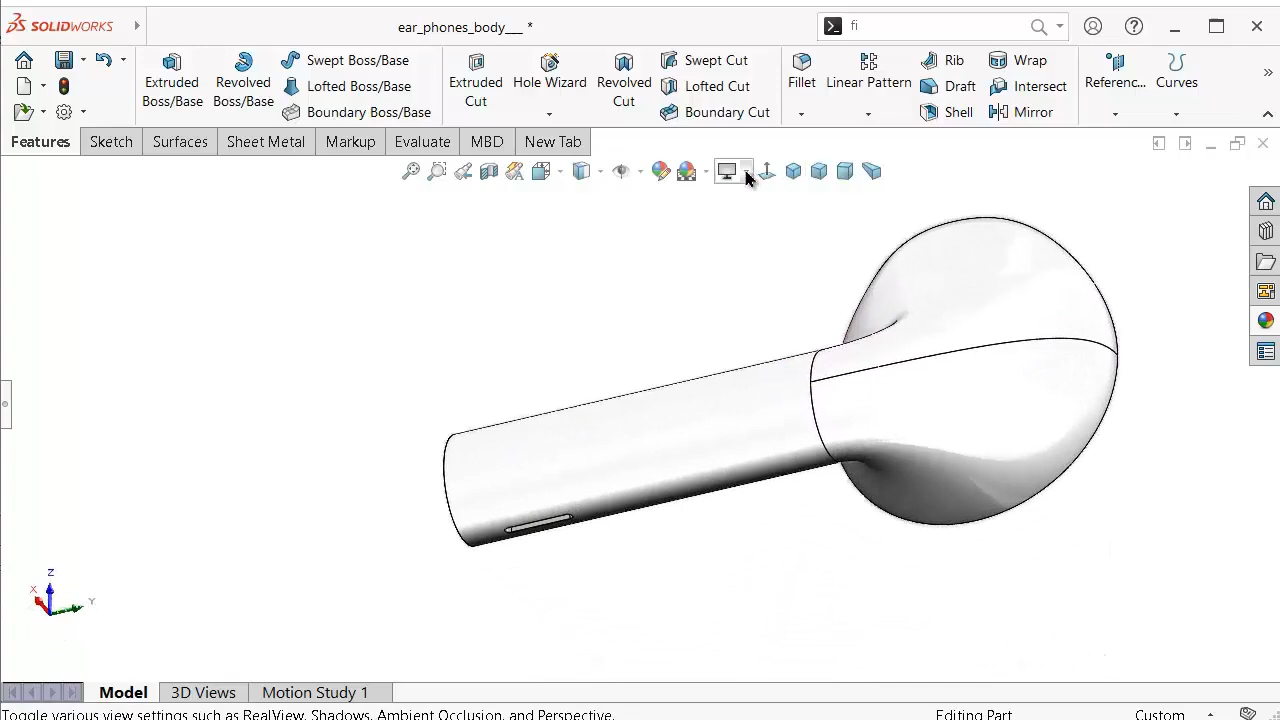 SOLIDWORKS
ear_phones_body___ *
fi
Extruded Boss/Base
Revolved Boss/Base
Swept Boss/Base
Lofted Boss/Base
Boundary Boss/Base
Extruded Cut
Hole Wizard
Revolved Cut
Swept Cut
Lofted Cut
Boundary Cut
Fillet
Linear Pattern
Rib
Draft
Shell
Wrap
Intersect
Mirror
Referenc...
Curves
Features Sketch Surfaces Sheet Metal Markup Evaluate MBD New Tab
Z
X
Y
Model 3D Views Motion Study 1
Toggle various view settings such as RealView, Shadows, Ambient Occlusion, and Perspective. Editing Part Custom